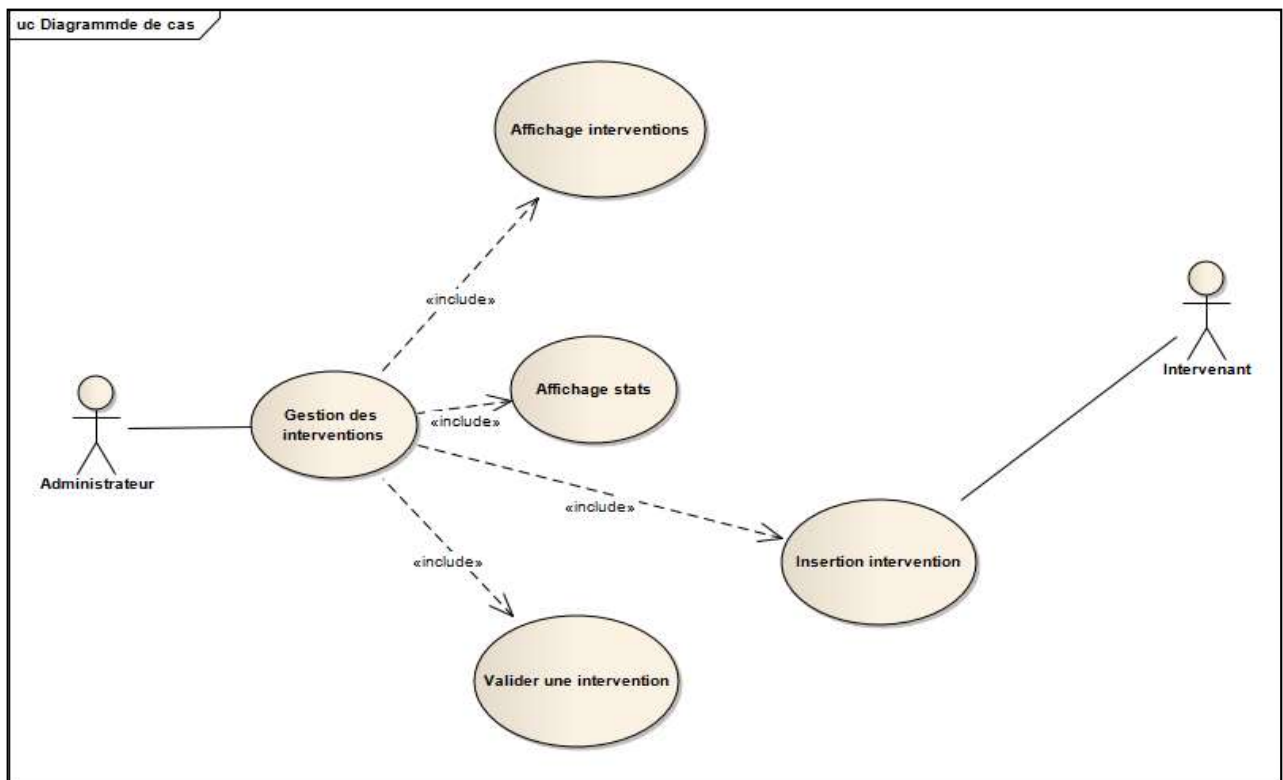 uc Diagrammde de cas
Affichage interventions
«include»
Intervenant
Affichage stats
Gestion des
interventions
«include»
Administrateur
«include»
Insertion intervention
«include»
Valider une intervention